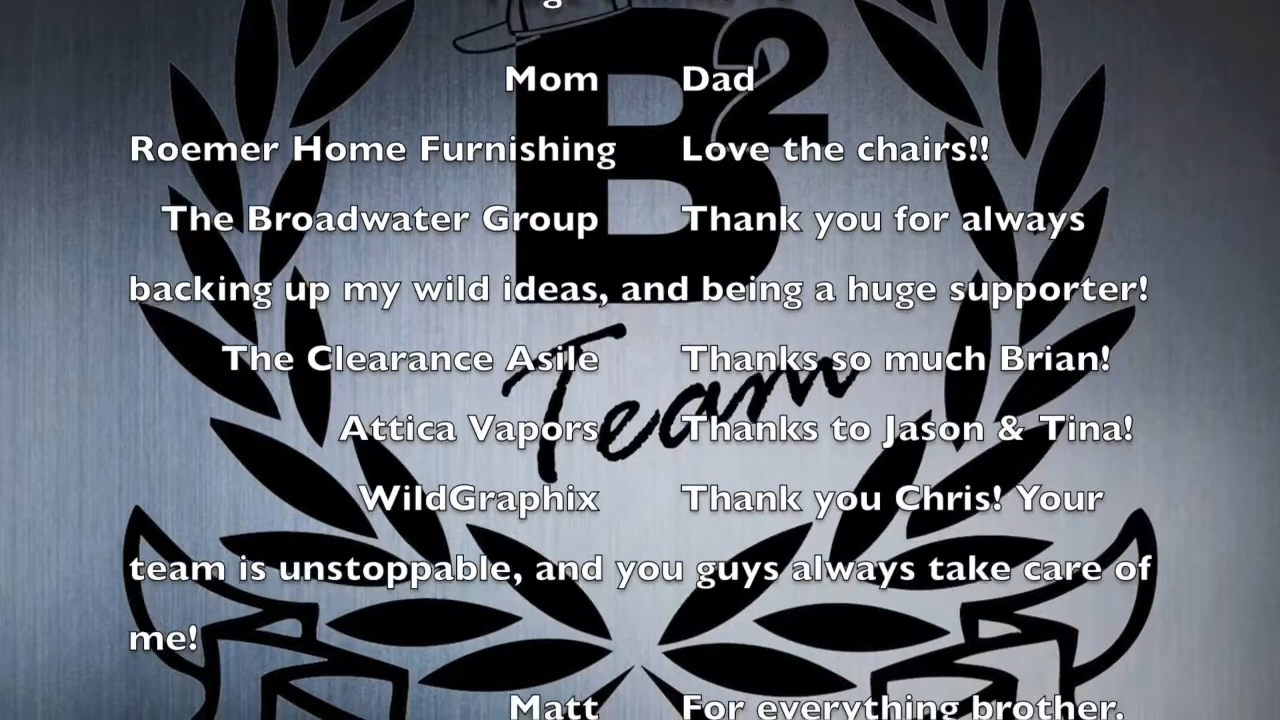 Mom Dad
Roemer Home Furnishing Love the chairs!!
The Broadwater Group Thank you for always
backing up my wild ideas, and being a huge supporter!
The Clearance Asile Thanks so much Brian!
Attica Vapors Thanks to Jason & Tina!
WildGraphix Thank you Chris! Your
team is unstoppable, and you guys always take care of
me!
Matt For everything brother.
B2
Team